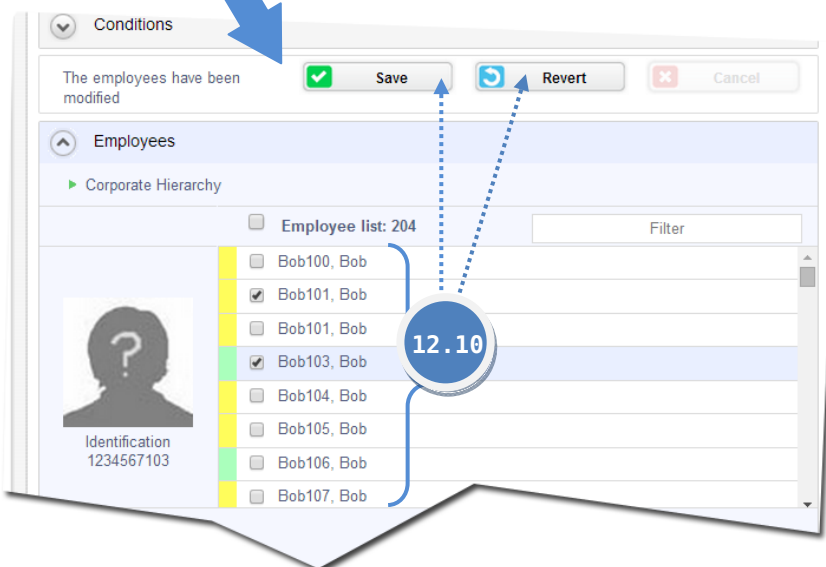 Conditions
The employees have been
modified
Save
Revert
Cancel
Employees
Corporate Hierarchy
Employee list: 204
Filter
Bob100, Bob
Bob101, Bob
Bob101, Bob
Bob103, Bob
Bob104, Bob
Bob105, Bob
Bob106, Bob
Bob107, Bob
12.10
Identification
1234567103